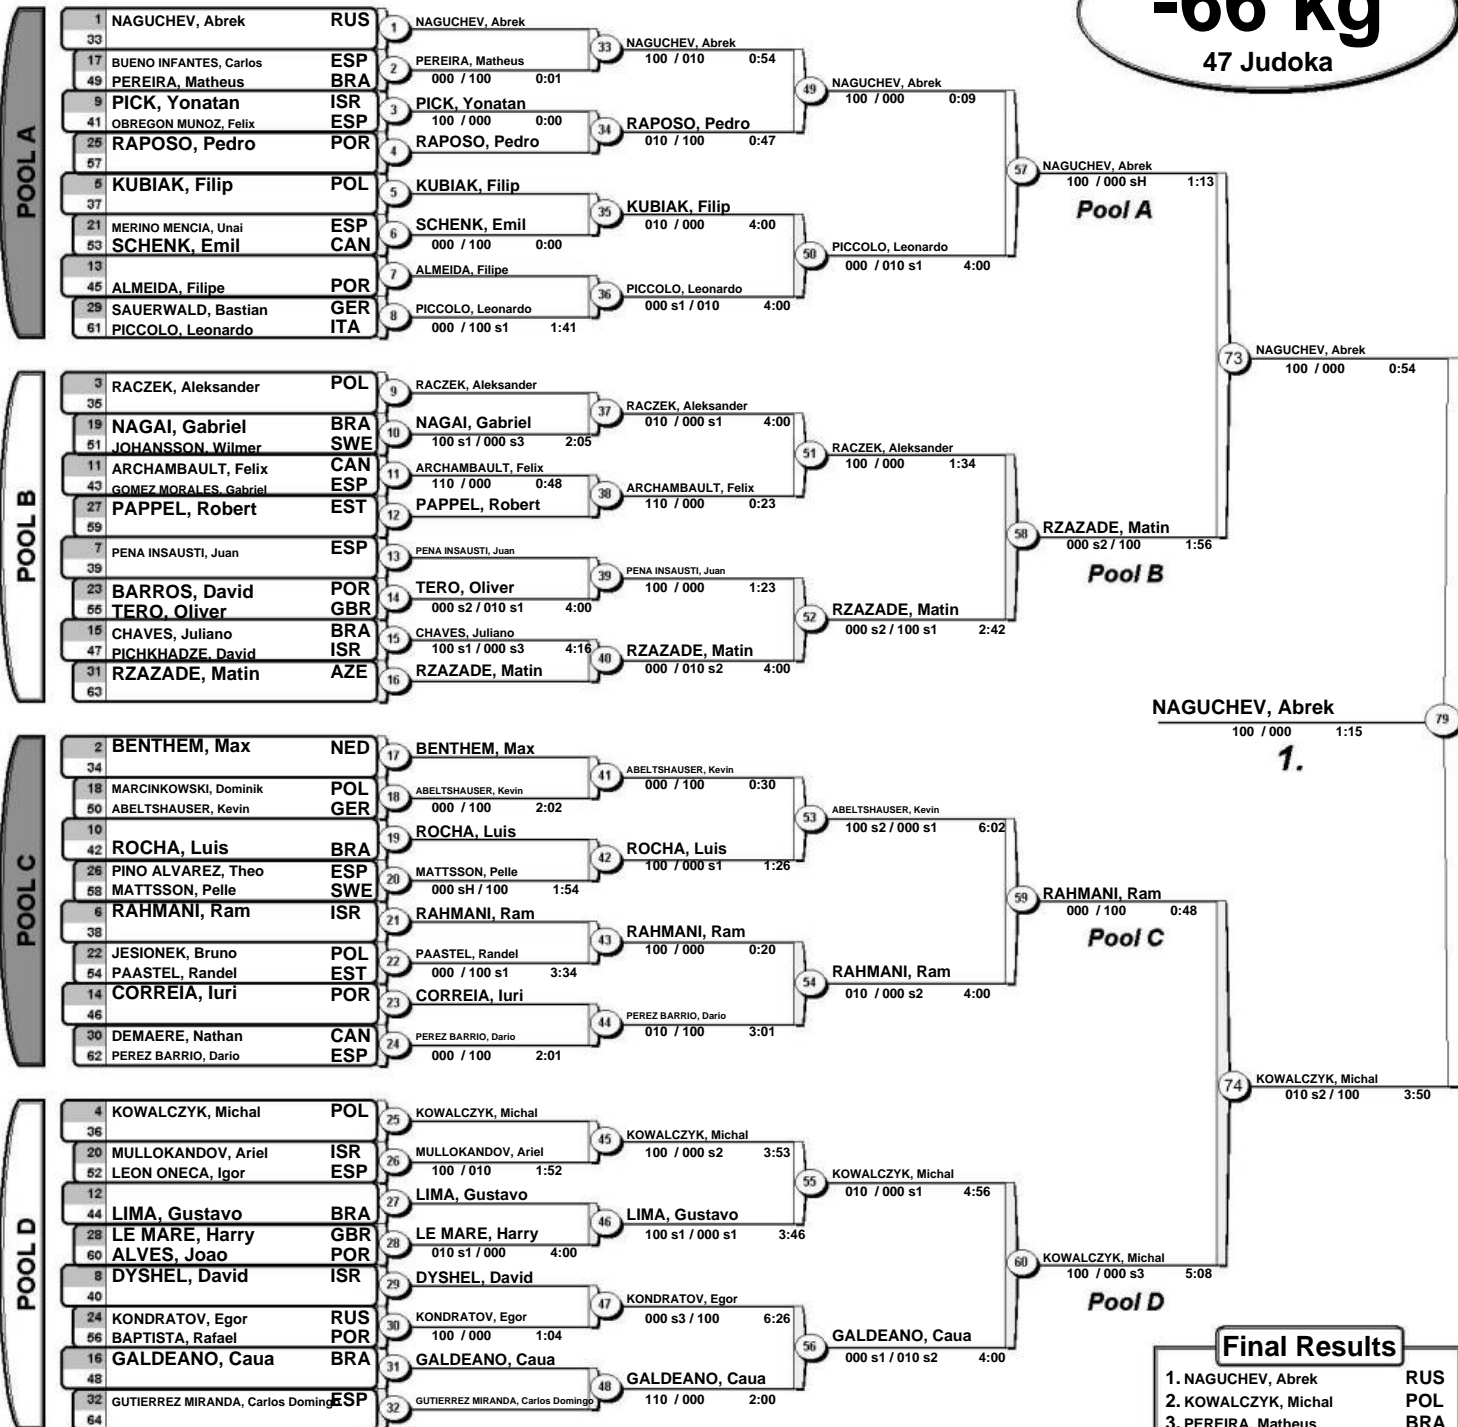 -66 kg
47 Judoka
POOL A
1 NAGUCHEV, Abrek RUS
33
17 BUENO INFANTES, Carlos ESP
49 PEREIRA, Matheus BRA
9 PICK, Yonatan ISR
41 OBREGON MUNOZ, Felix ESP
25 RAPOSO, Pedro POR
57
5 KUBIAK, Filip POL
37
21 MERINO MENCIA, Unai ESP
53 SCHENK, Emil CAN
13
45 ALMEIDA, Filipe POR
29 SAUERWALD, Bastian GER
61 PICCOLO, Leonardo ITA
1 NAGUCHEV, Abrek
2 PEREIRA, Matheus
000 / 100 0:01
3 PICK, Yonatan
100 / 000 0:00
4 RAPOSO, Pedro
5 KUBIAK, Filip
6 SCHENK, Emil
000 / 100 0:00
7 ALMEIDA, Filipe
8 PICCOLO, Leonardo
000 / 100 s1 1:41
33 NAGUCHEV, Abrek
100 / 010 0:54
34 RAPOSO, Pedro
010 / 100 0:47
35 KUBIAK, Filip
010 / 000 4:00
36 PICCOLO, Leonardo
000 s1 / 010 4:00
49 NAGUCHEV, Abrek
100 / 000 0:09
50 PICCOLO, Leonardo
000 / 010 s1 4:00
57 NAGUCHEV, Abrek
100 / 000 sH 1:13
Pool A
POOL B
3 RACZEK, Aleksander POL
35
19 NAGAI, Gabriel BRA
51 JOHANSSON, Wilmer SWE
11 ARCHAMBAULT, Felix CAN
43 GOMEZ MORALES, Gabriel ESP
27 PAPPEL, Robert EST
59
7 PENA INSAUSTI, Juan ESP
39
23 BARROS, David POR
55 TERO, Oliver GBR
15 CHAVES, Juliano BRA
47 PICHKHADZE, David ISR
31 RZAZADE, Matin AZE
63
9 RACZEK, Aleksander
10 NAGAI, Gabriel
100 s1 / 000 s3 2:05
11 ARCHAMBAULT, Felix
110 / 000 0:48
12 PAPPEL, Robert
13 PENA INSAUSTI, Juan
14 TERO, Oliver
000 s2 / 010 s1 4:00
15 CHAVES, Juliano
100 s1 / 000 s3 4:16
16 RZAZADE, Matin
37 RACZEK, Aleksander
010 / 000 s1 4:00
38 ARCHAMBAULT, Felix
110 / 000 0:23
39 PENA INSAUSTI, Juan
100 / 000 1:23
40 RZAZADE, Matin
000 / 010 s2 4:00
51 RACZEK, Aleksander
100 / 000 1:34
52 RZAZADE, Matin
000 s2 / 100 s1 2:42
58 RZAZADE, Matin
000 s2 / 100 1:56
Pool B
73 NAGUCHEV, Abrek
100 / 000 0:54
NAGUCHEV, Abrek 79
100 / 000 1:15
1.
POOL C
2 BENTHEM, Max NED
34
18 MARCINKOWSKI, Dominik POL
50 ABELTSHAUSER, Kevin GER
10
42 ROCHA, Luis BRA
26 PINO ALVAREZ, Theo ESP
58 MATTSSON, Pelle SWE
6 RAHMANI, Ram ISR
38
22 JESIONEK, Bruno POL
54 PAASTEL, Randel EST
14 CORREIA, Iuri POR
46
30 DEMAERE, Nathan CAN
62 PEREZ BARRIO, Dario ESP
17 BENTHEM, Max
18 ABELTSHAUSER, Kevin
000 / 100 2:02
19 ROCHA, Luis
20 MATTSSON, Pelle
000 sH / 100 1:54
21 RAHMANI, Ram
22 PAASTEL, Randel
000 / 100 s1 3:34
23 CORREIA, Iuri
24 PEREZ BARRIO, Dario
000 / 100 2:01
41 ABELTSHAUSER, Kevin
000 / 100 0:30
42 ROCHA, Luis
100 / 000 s1 1:26
43 RAHMANI, Ram
100 / 000 0:20
44 PEREZ BARRIO, Dario
010 / 100 3:01
53 ABELTSHAUSER, Kevin
100 s2 / 000 s1 6:02
54 RAHMANI, Ram
010 / 000 s2 4:00
59 RAHMANI, Ram
000 / 100 0:48
Pool C
POOL D
4 KOWALCZYK, Michal POL
36
20 MULLOKANDOV, Ariel ISR
52 LEON ONECA, Igor ESP
12
44 LIMA, Gustavo BRA
28 LE MARE, Harry GBR
60 ALVES, Joao POR
8 DYSHEL, David ISR
40
24 KONDRATOV, Egor RUS
56 BAPTISTA, Rafael POR
16 GALDEANO, Caua BRA
48
32 GUTIERREZ MIRANDA, Carlos Domingo ESP
64
25 KOWALCZYK, Michal
26 MULLOKANDOV, Ariel
100 / 010 1:52
27 LIMA, Gustavo
28 LE MARE, Harry
010 s1 / 000 4:00
29 DYSHEL, David
30 KONDRATOV, Egor
100 / 000 1:04
31 GALDEANO, Caua
32 GUTIERREZ MIRANDA, Carlos Domingo
45 KOWALCZYK, Michal
100 / 000 s2 3:53
46 LIMA, Gustavo
100 s1 / 000 s1 3:46
47 KONDRATOV, Egor
000 s3 / 100 6:26
48 GALDEANO, Caua
110 / 000 2:00
55 KOWALCZYK, Michal
010 / 000 s1 4:56
56 GALDEANO, Caua
000 s1 / 010 s2 4:00
60 KOWALCZYK, Michal
100 / 000 s3 5:08
Pool D
74 KOWALCZYK, Michal
010 s2 / 100 3:50
Final Results
1. NAGUCHEV, Abrek RUS
2. KOWALCZYK, Michal POL
3. PEREIRA, Matheus BRA